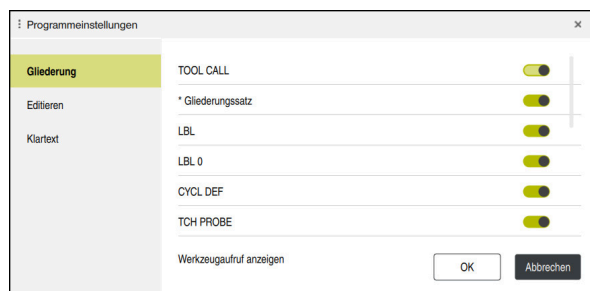 Programmeinstellungen
Gliederung
Editieren
Klartext
TOOL CALL
* Gliederungssatz
LBL
LBL 0
CYCL DEF
TCH PROBE
Werkzeugaufruf anzeigen
OK
Abbrechen